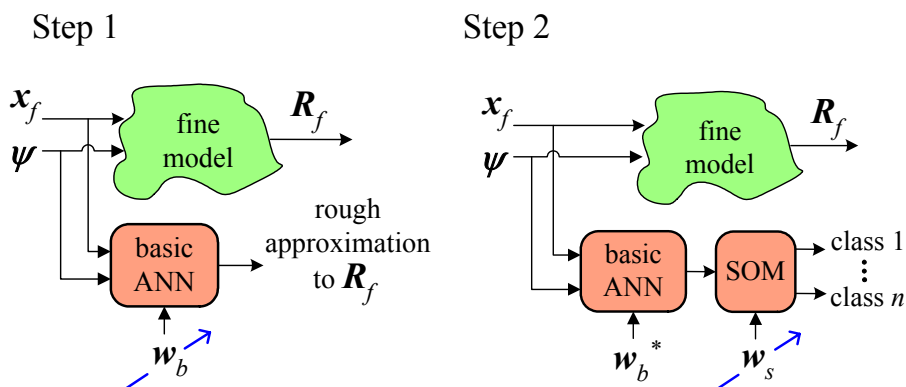 Step 1
x_f
ψ
fine
model
R_f
basic
ANN
rough
approximation
to R_f
w_b
Step 2
x_f
ψ
fine
model
R_f
basic
ANN
SOM
class 1
⋮
class n
w_b*
w_s